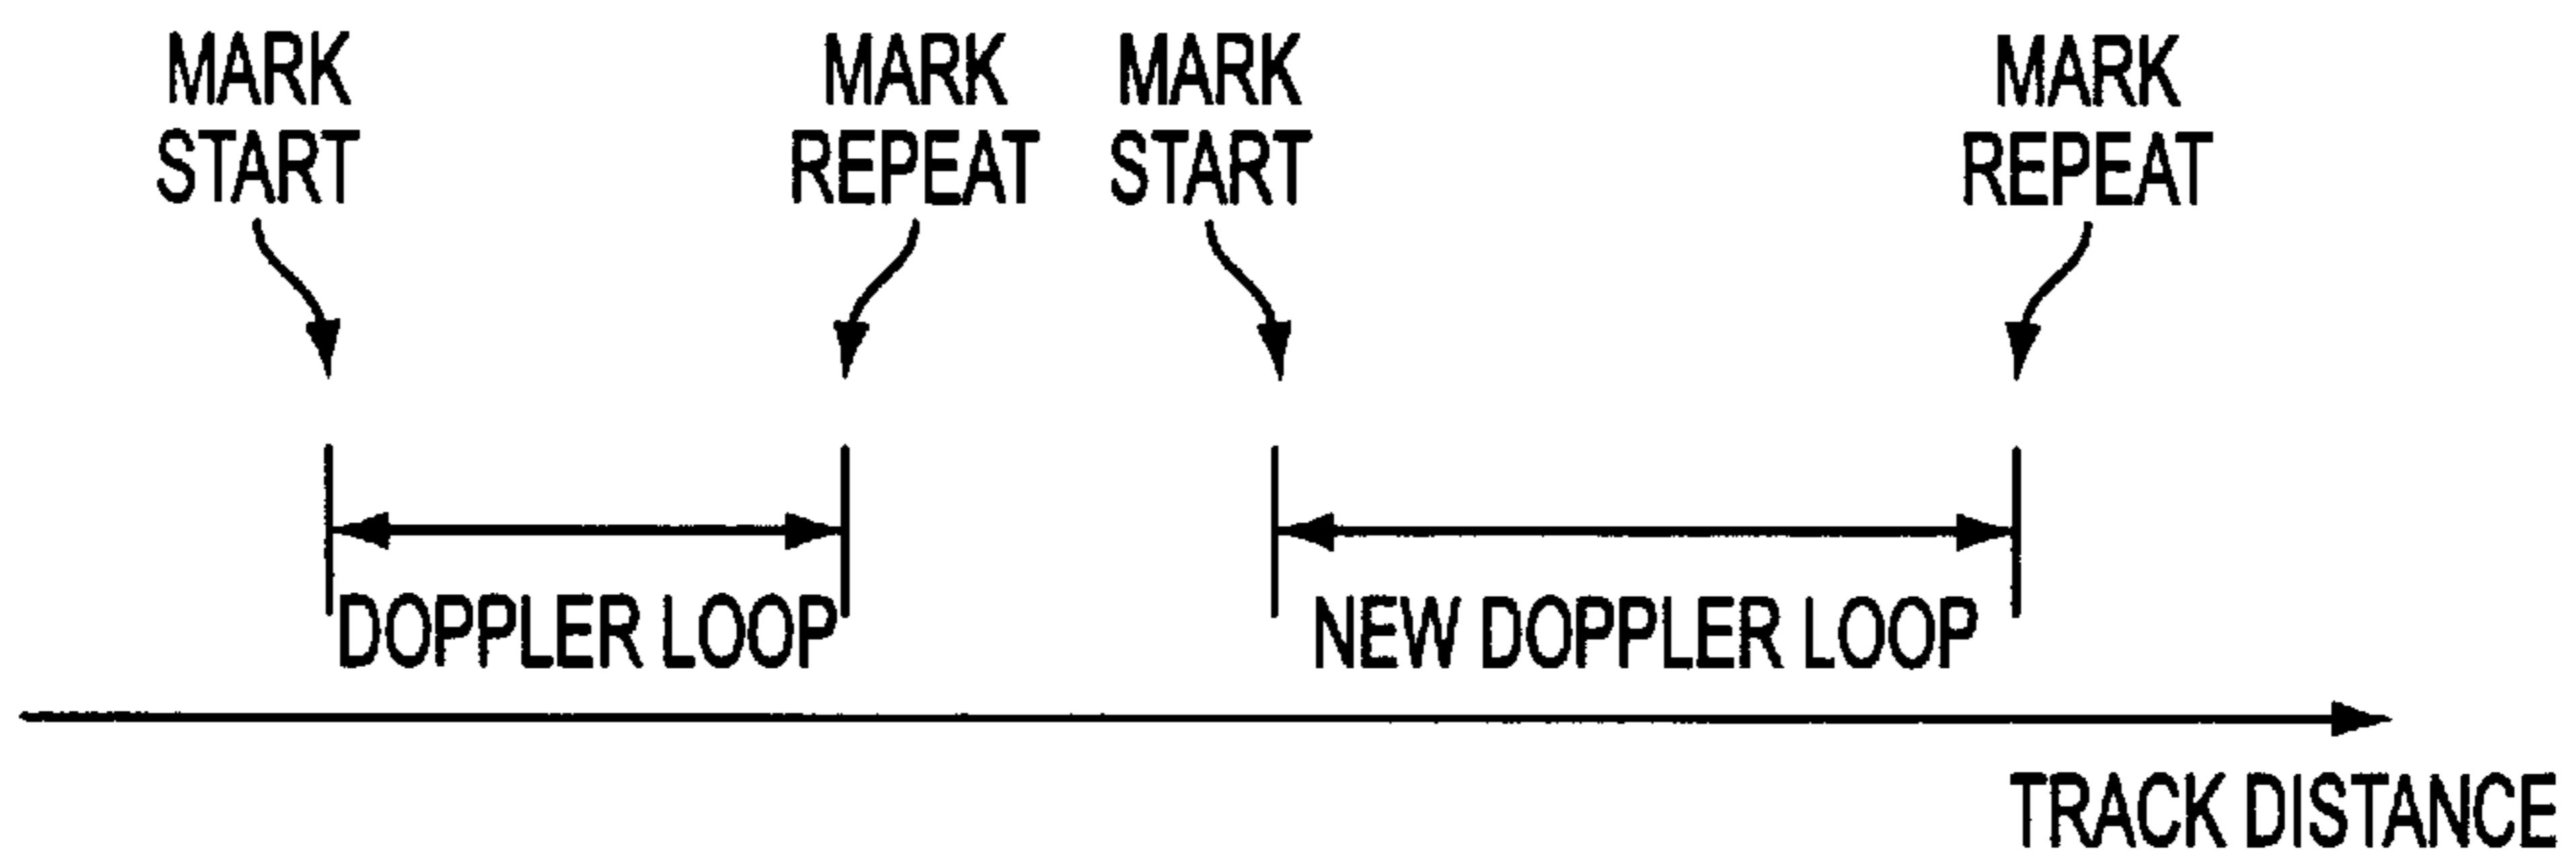 MARK
START
MARK
REPEAT
MARK
START
MARK
REPEAT
DOPPLER LOOP
NEW DOPPLER LOOP
TRACK DISTANCE